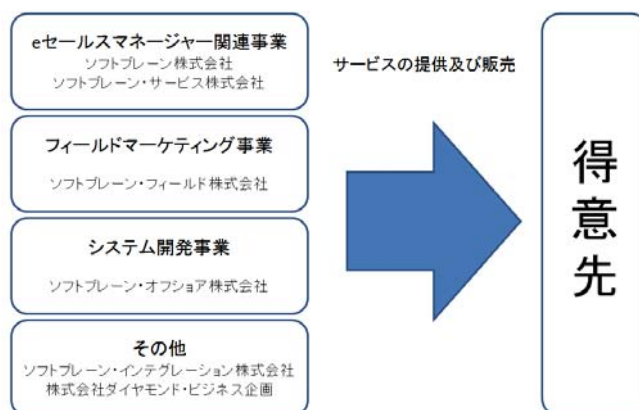 eセールスマネージャー関連事業
ソフトブレーン株式会社
ソフトブレーン・サービス株式会社
サービスの提供及び販売
フィールドマーケティング事業
ソフトブレーン・フィールド株式会社
システム開発事業
ソフトブレーン・オフショア株式会社
その他
ソフトブレーン・インテグレーション株式会社
株式会社ダイヤモンド・ビジネス企画
得意先